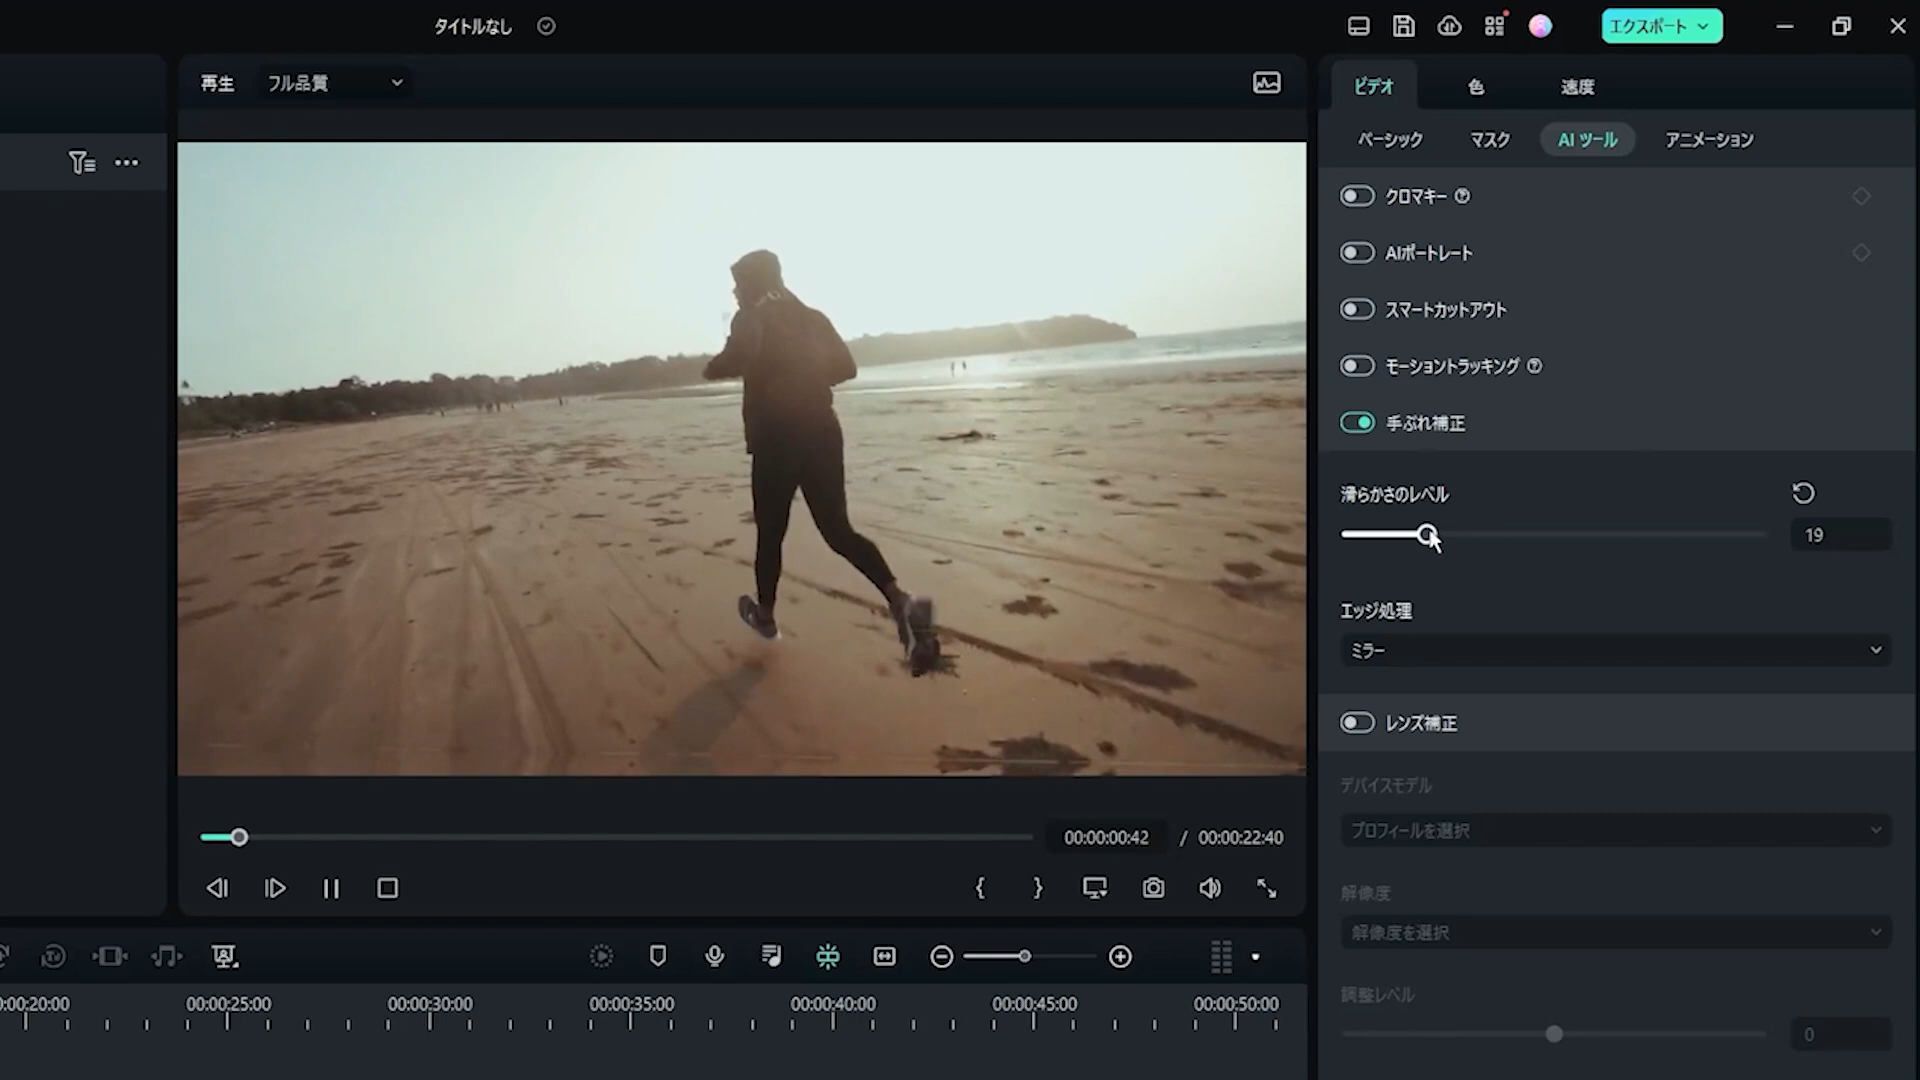 タイトルなし
エクスポート
再生
フル品質
ビデオ
色
速度
ベーシック
マスク
AI ツール
アニメーション
クロマキー
AIポートレート
スマートカットアウト
モーショントラッキング
手ぶれ補正
滑らかさのレベル
19
エッジ処理
ミラー
レンズ補正
デバイスモデル
プロフィールを選択
解像度
解像度を選択
調整レベル
0
00:00:00:42 / 00:00:22:40
0:00:20:00
00:00:25:00
00:00:30:00
00:00:35:00
00:00:40:00
00:00:45:00
00:00:50:00